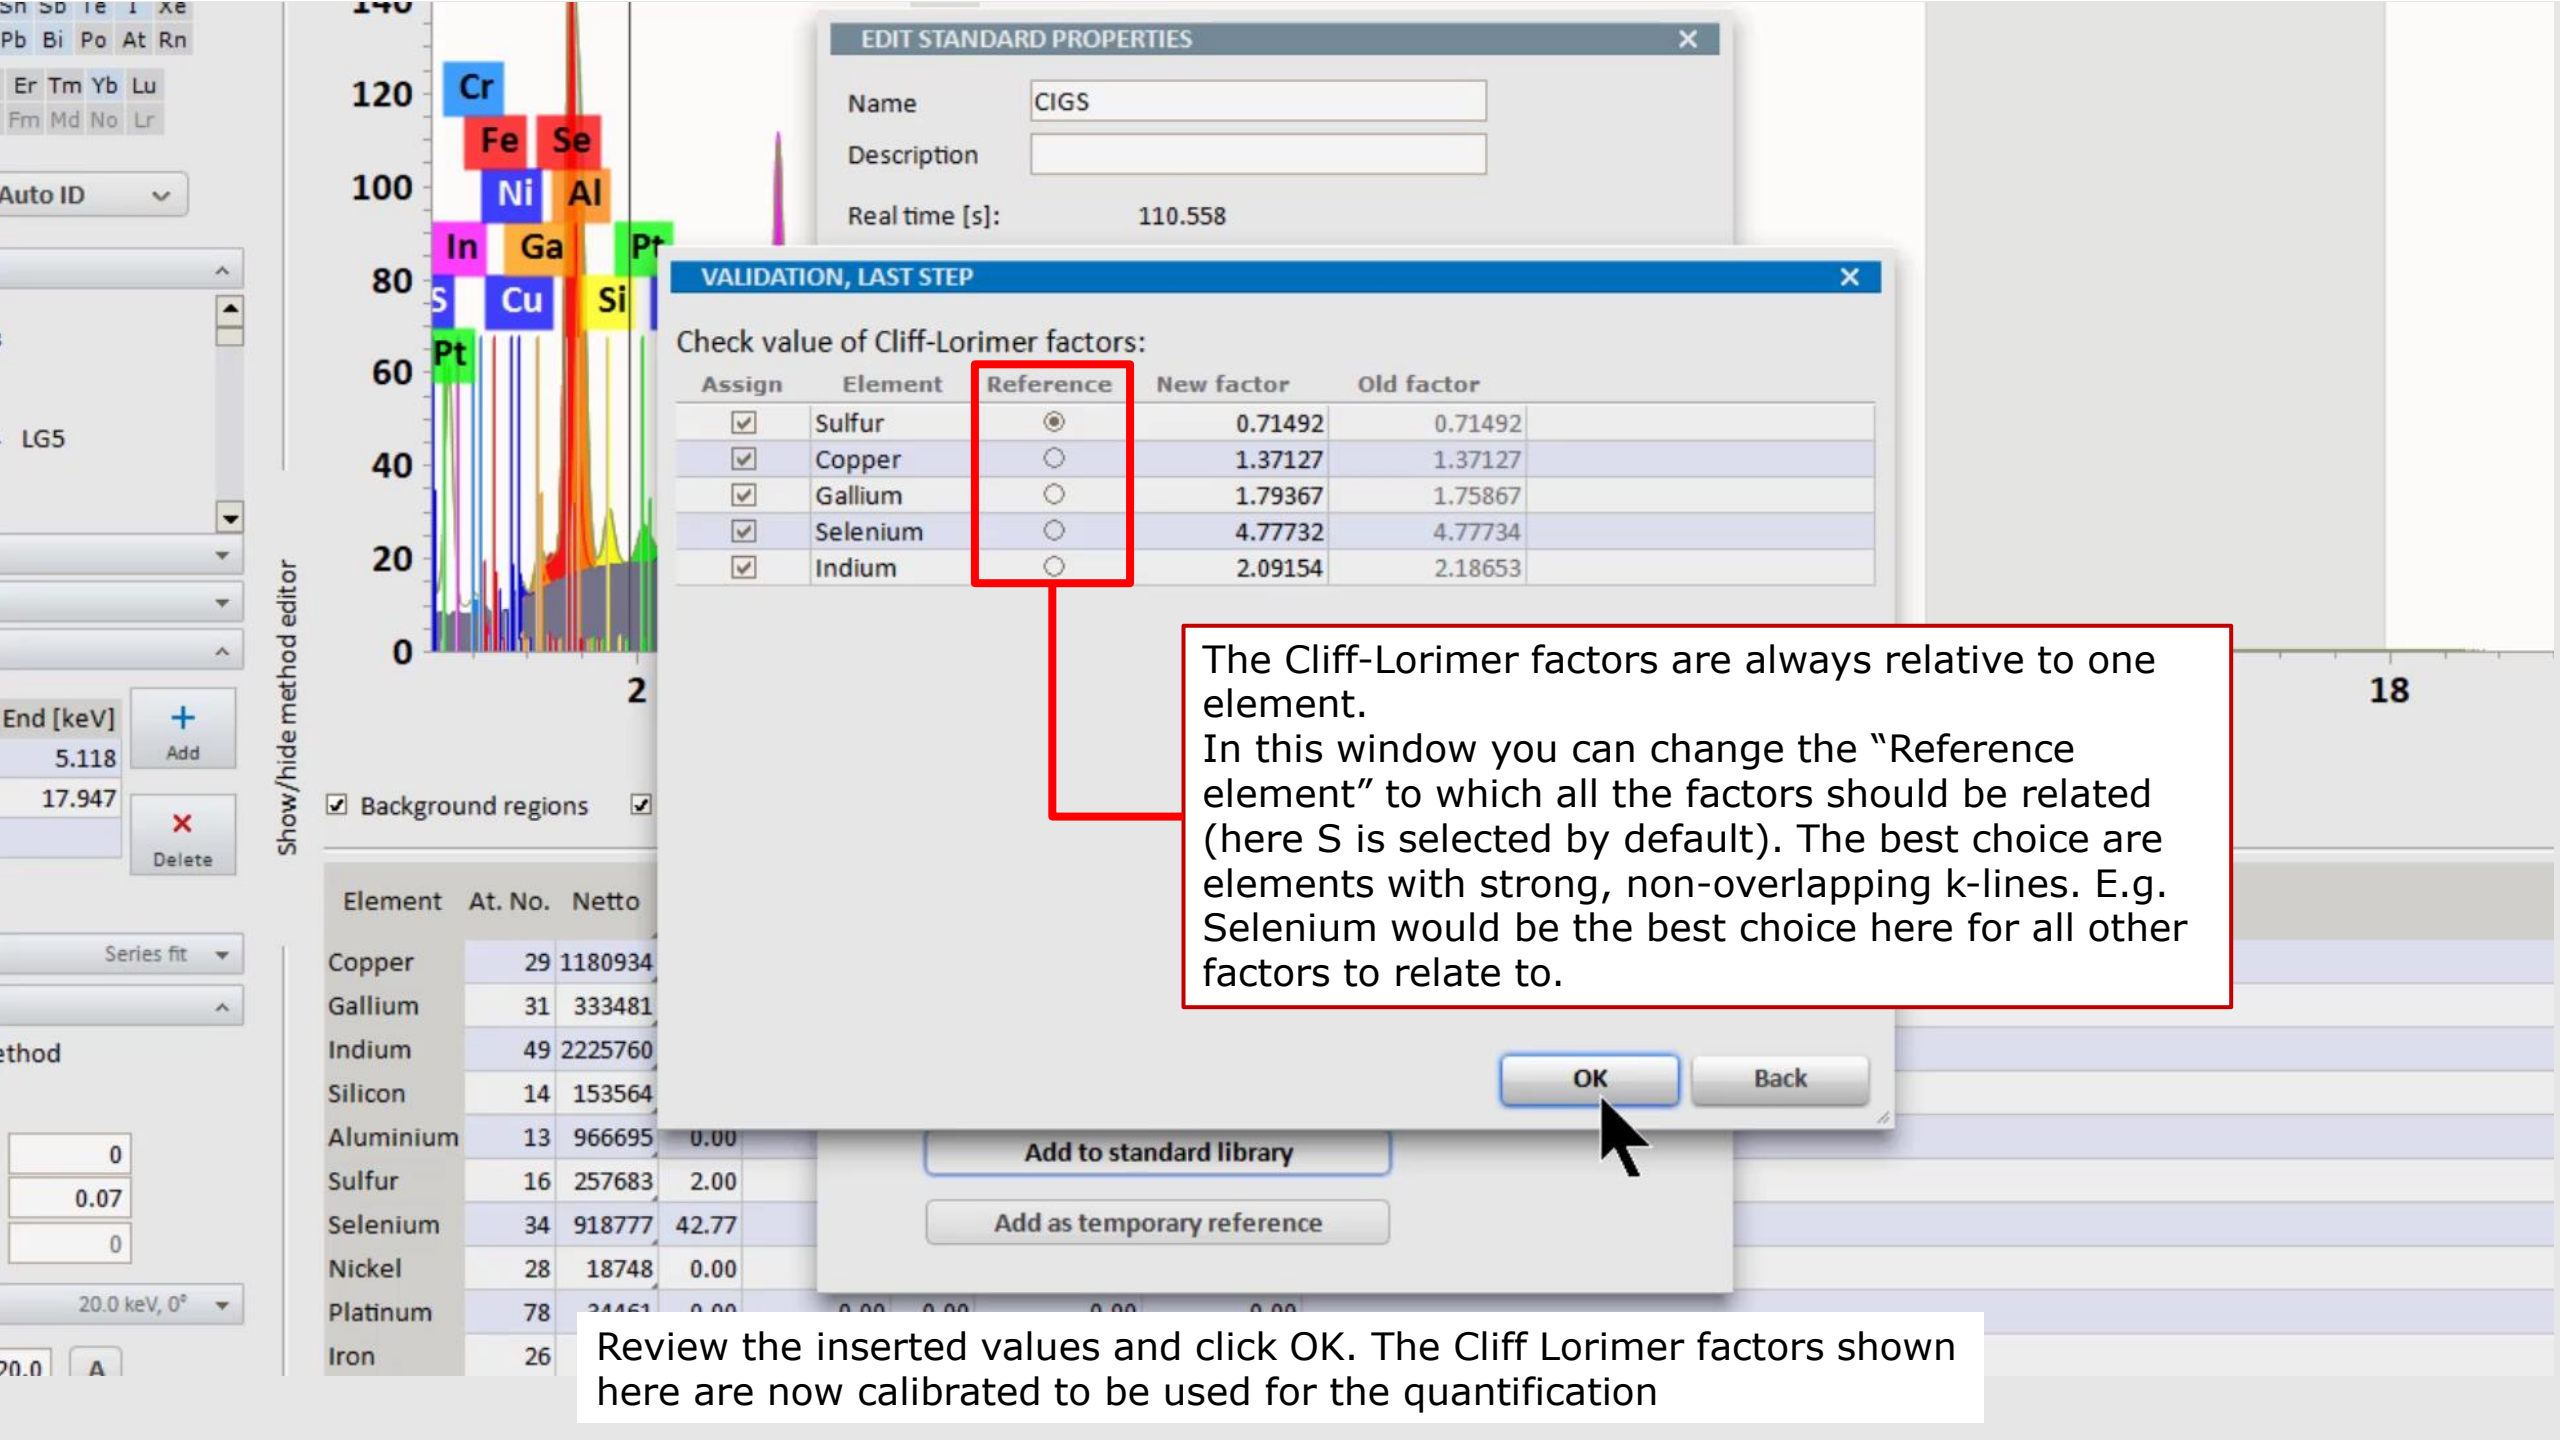 Sn Sb Te I Xe
Pb Bi Po At Rn
Er Tm Yb Lu
Fm Md No Lr
Auto ID
LG5
End [keV]
5.118
17.947
Add
Delete
Series fit
0
0.07
0
20.0 keV, 0°
A
Show/hide method editor
140
120
100
80
60
40
20
0
2
18
Cr
Fe Se
Ni Al
In Ga Pt
S Cu Si
Pt
Background regions
EDIT STANDARD PROPERTIES
Name CIGS
Description
Real time [s]: 110.558
VALIDATION, LAST STEP
Check value of Cliff-Lorimer factors:
Assign Element Reference New factor Old factor
Sulfur 0.71492 0.71492
Copper 1.37127 1.37127
Gallium 1.79367 1.75867
Selenium 4.77732 4.77734
Indium 2.09154 2.18653
The Cliff-Lorimer factors are always relative to one
element.
In this window you can change the “Reference
element” to which all the factors should be related
(here S is selected by default). The best choice are
elements with strong, non-overlapping k-lines. E.g.
Selenium would be the best choice here for all other
factors to relate to.
OK Back
Add to standard library
Add as temporary reference
Element At. No. Netto
Copper 29 1180934
Gallium 31 333481
Indium 49 2225760
Silicon 14 153564
Aluminium 13 966695 0.00
Sulfur 16 257683 2.00
Selenium 34 918777 42.77
Nickel 28 18748 0.00
Platinum 78 34461 0.00 0.00 0.00 0.00 0.00
Iron 26
Review the inserted values and click OK. The Cliff Lorimer factors shown
here are now calibrated to be used for the quantification